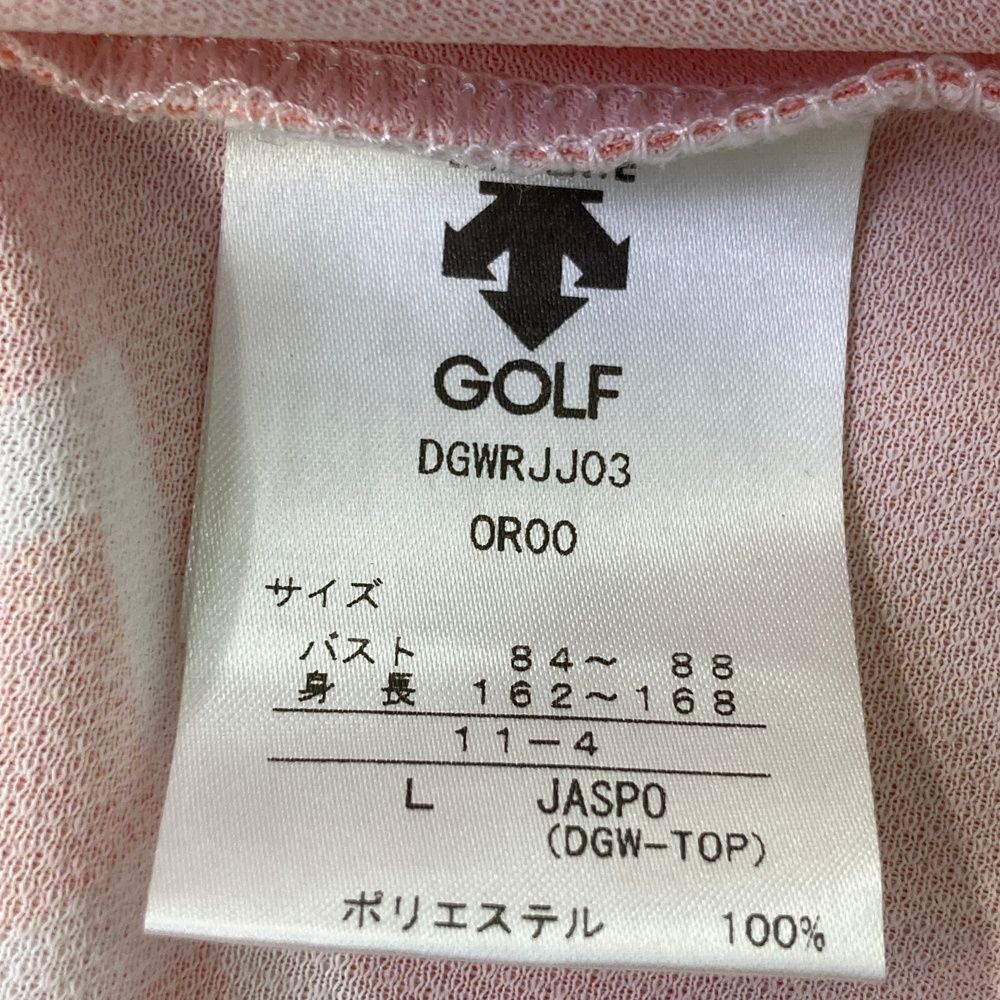 GOLF
DGWRJJ03
OR00
サイズ
バスト 84～ 88
身 長 162～168
11－4
L JASPO
(DGW-TOP)
ポリエステル 100%